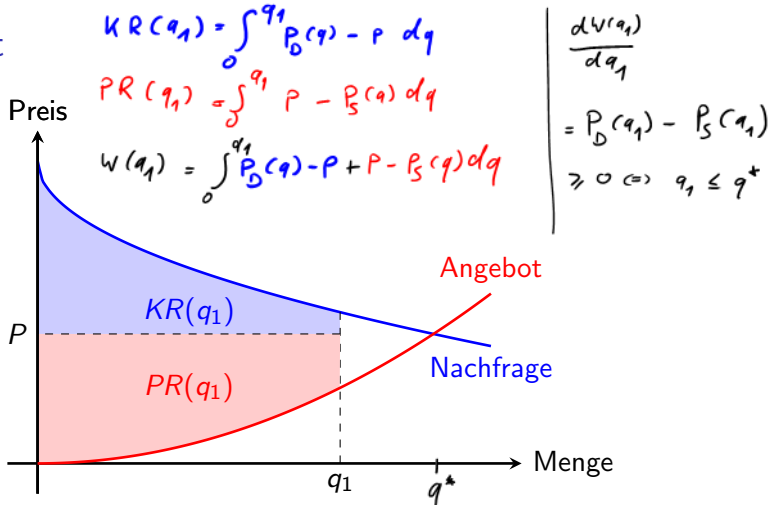 t
KR(q₁) = ∫₀^q₁ P_D(q) - P dq
PR(q₁) = ∫₀^q₁ P - P_S(q) dq
W(q₁) = ∫₀^q₁ P_D(q) - P + P - P_S(q) dq
dW(q₁)
dq₁
= P_D(q₁) - P_S(q₁)
≥ 0 <=> q₁ ≤ q*
Preis
Angebot
KR(q₁)
P
Nachfrage
PR(q₁)
Menge
q₁
q*